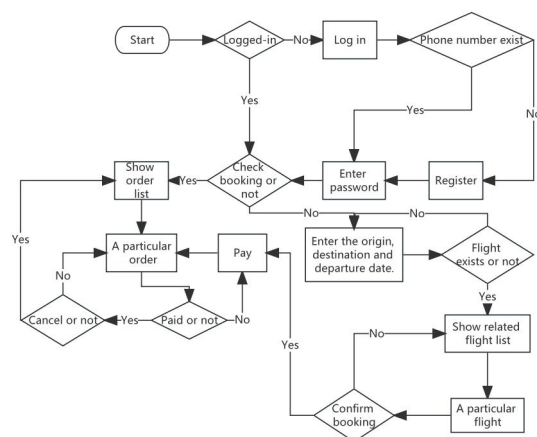 Start
Logged-in
No
Log in
Phone number exist
Yes
Yes
No
Show
order
list
Yes
Check
booking or
not
Enter
password
Register
No
No
Yes
A particular
order
Pay
Enter the origin,
destination and
departure date.
Flight
exists or not
No
Yes
Cancel or not
Yes
Paid or not
No
Yes
No
Show related
flight list
Confirm
booking
A particular
flight